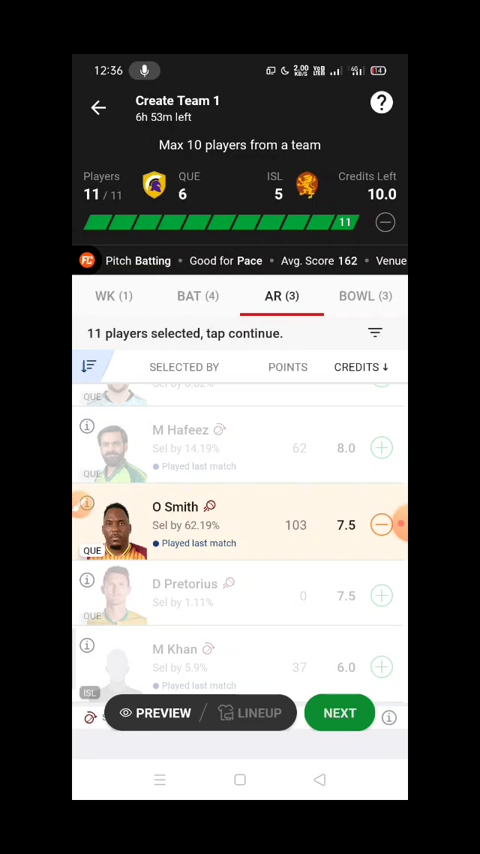 12:36
2.00 KB/S
14
Create Team 1
6h 53m left
?
Max 10 players from a team
Players
QUE
ISL
Credits Left
11 / 11
6
5
10.0
11
FC Pitch Batting • Good for Pace • Avg. Score 162 • Venue
WK (1)
BAT (4)
AR (3)
BOWL (3)
11 players selected, tap continue.
SELECTED BY
POINTS
CREDITS ↓
QUE
M Hafeez
Sel by 14.19%
62
8.0
Played last match
QUE
O Smith
Sel by 62.19%
103
7.5
Played last match
QUE
D Pretorius
Sel by 1.11%
0
7.5
QUE
M Khan
Sel by 5.9%
37
6.0
Played last match
ISL
PREVIEW / LINEUP
NEXT